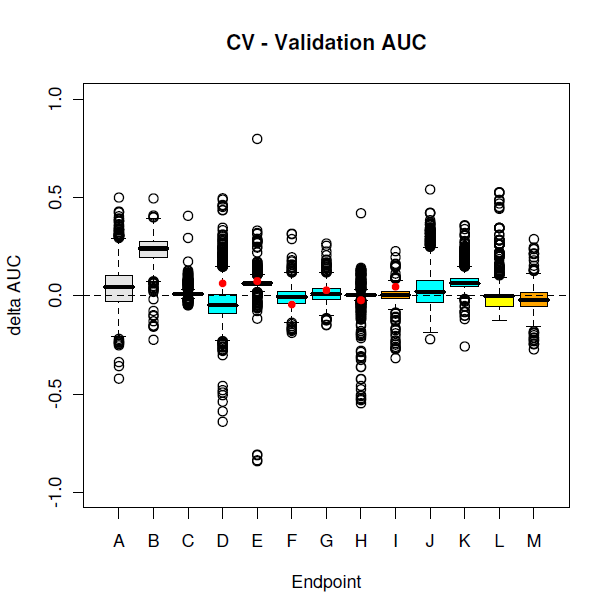 CV - Validation AUC
delta AUC
1.0
0.5
0.0
-0.5
-1.0
A B C D E F G H I J K L M
Endpoint